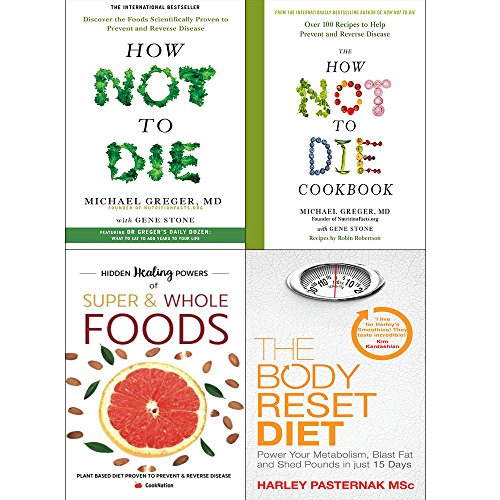 THE INTERNATIONAL BESTSELLER
Discover the Foods Scientifically Proven to
Prevent and Reverse Disease
HOW
NOT
TO
DIE
MICHAEL GREGER, MD
FOUNDER OF NUTRITIONFACTS.ORG
with GENE STONE
FEATURING DR GREGER'S DAILY DOZEN:
WHAT TO EAT TO ADD YEARS TO YOUR LIFE
FROM THE INTERNATIONALLY BESTSELLING AUTHOR OF HOW NOT TO DIE
Over 100 Recipes to Help
Prevent and Reverse Disease
THE
HOW
NOT
TO
DIE
COOKBOOK
MICHAEL GREGER, MD
Founder of Nutritionfacts.org
with GENE STONE
Recipes by Robin Robertson
HIDDEN Healing POWERS
of
SUPER & WHOLE
FOODS
PLANT BASED DIET PROVEN TO PREVENT & REVERSE DISEASE
CookNation
'I live
for Harley's
Smoothies! They
taste incredible!'
Kim
Kardashian
THE
BODY
RESET
DIET
Power Your Metabolism, Blast Fat
and Shed Pounds in just 15 Days
HARLEY PASTERNAK MSc